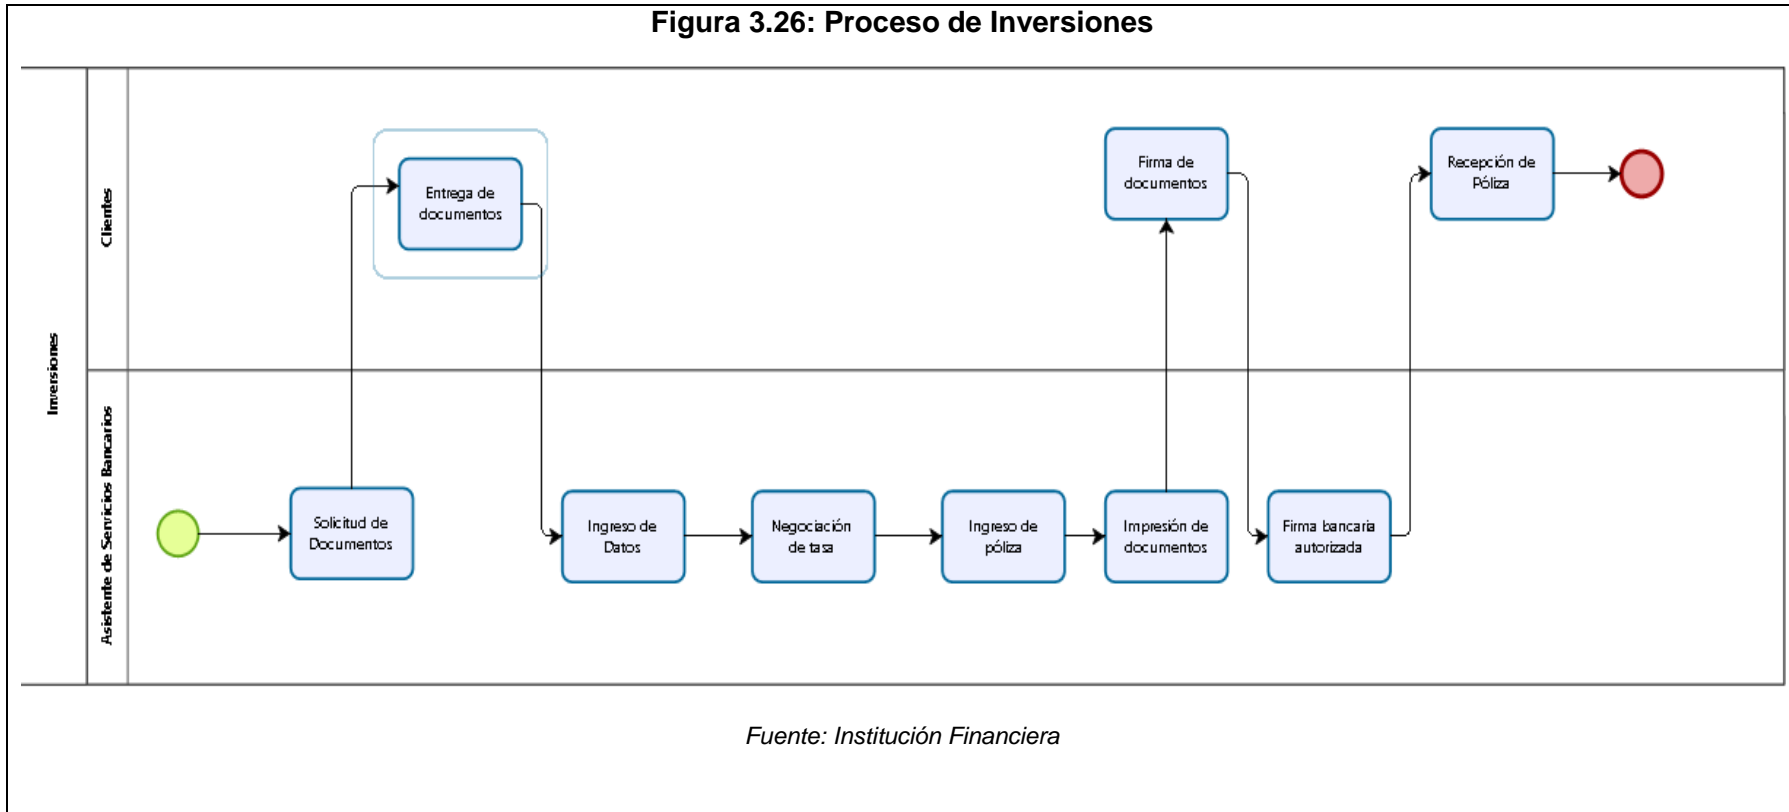 Figura 3.26: Proceso de Inversiones
Inversiones
Clientes
Entrega de
documentos
Firma de
documentos
Recepción de
Póliza
Asistente de Servicios Bancarios
Solicitud de
Documentos
Ingreso de
Datos
Negociación
de tasa
Ingreso de
póliza
Impresión de
documentos
Firma bancaria
autorizada
Fuente: Institución Financiera